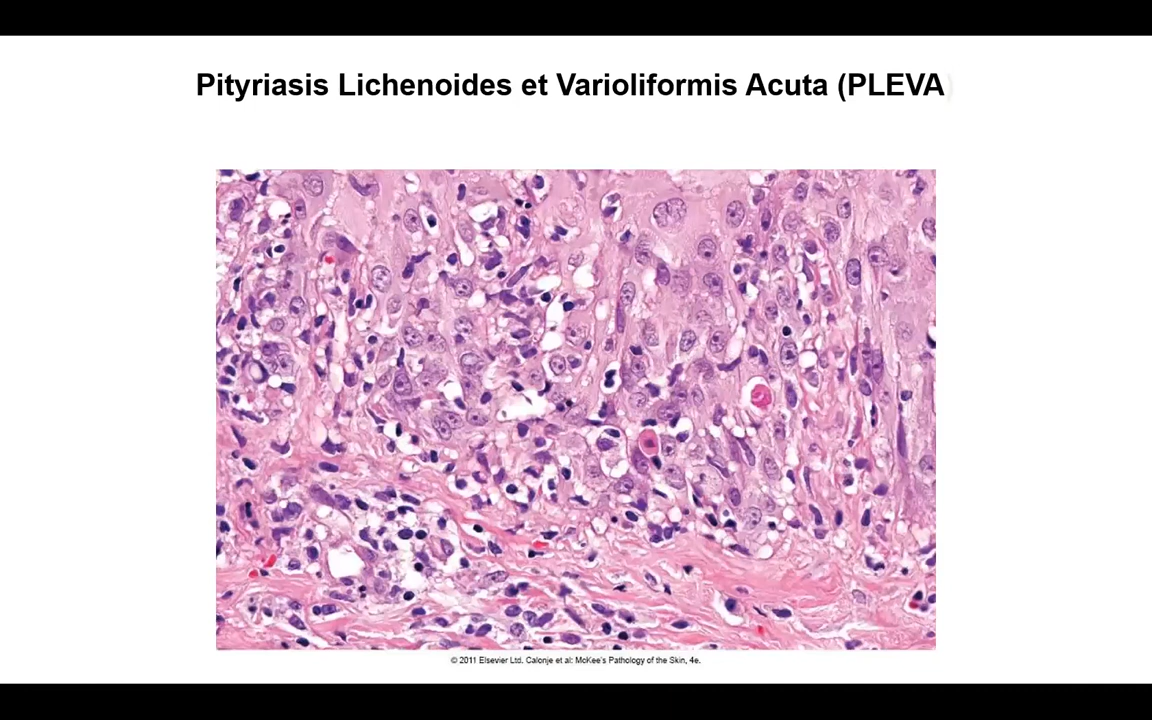 Pityriasis Lichenoides et Varioliformis Acuta (PLEVA)
© 2011 Elsevier Ltd. Calonje et al: McKee's Pathology of the Skin, 4e.